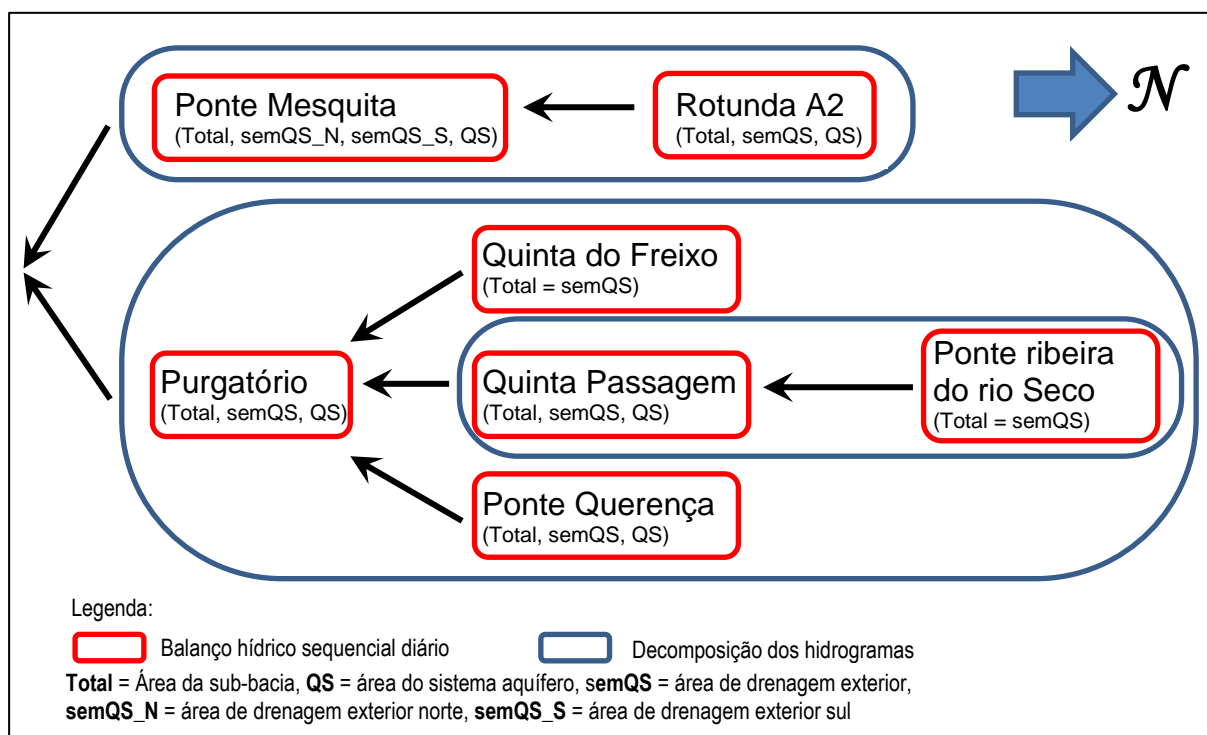 Ponte Mesquita
(Total, semQS_N, semQS_S, QS)
Rotunda A2
(Total, semQS, QS)
N
Quinta do Freixo
(Total = semQS)
Purgatório
(Total, semQS, QS)
Quinta Passagem
(Total, semQS, QS)
Ponte ribeira
do rio Seco
(Total = semQS)
Ponte Querença
(Total, semQS, QS)
Legenda:
Balanço hídrico sequencial diário
Decomposição dos hidrogramas
Total = Área da sub-bacia, QS = área do sistema aquífero, semQS = área de drenagem exterior,
semQS_N = área de drenagem exterior norte, semQS_S = área de drenagem exterior sul